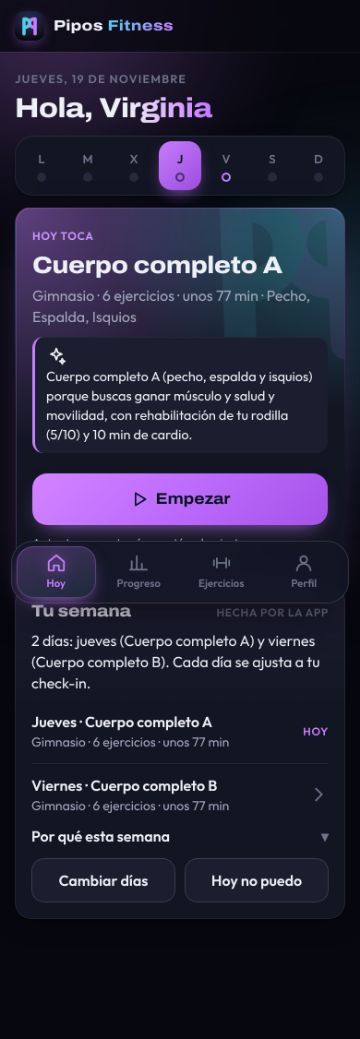 Pipos Fitness
JUEVES, 19 DE NOVIEMBRE
Hola, Virginia
L M X J V S D
HOY TOCA
Cuerpo completo A
Gimnasio · 6 ejercicios · unos 77 min · Pecho,
Espalda, Isquios
Cuerpo completo A (pecho, espalda y isquios)
porque buscas ganar músculo y salud y
movilidad, con rehabilitación de tu rodilla
(5/10) y 10 min de cardio.
Empezar
Hoy Progreso Ejercicios Perfil
Tu semana
HECHA POR LA APP
2 días: jueves (Cuerpo completo A) y viernes
(Cuerpo completo B). Cada día se ajusta a tu
check-in.
Jueves · Cuerpo completo A
Gimnasio · 6 ejercicios · unos 77 min
HOY
Viernes · Cuerpo completo B
Gimnasio · 6 ejercicios · unos 77 min
Por qué esta semana
Cambiar días
Hoy no puedo